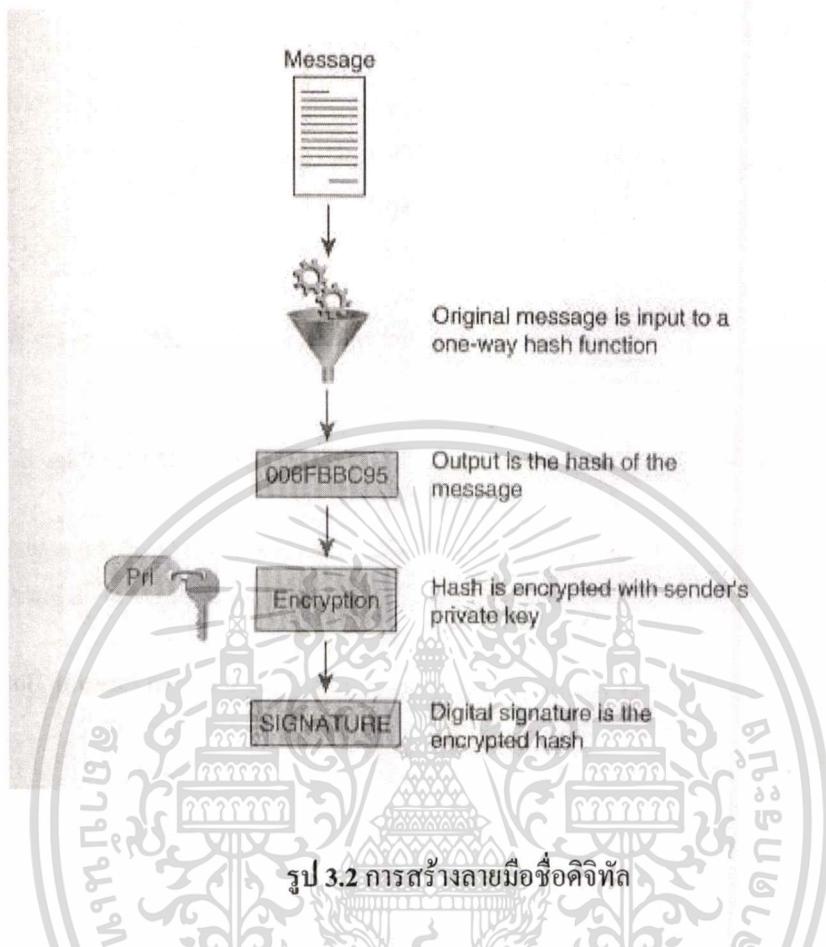 Message
Original message is input to a
one-way hash function
006FBBC95
Output is the hash of the
message
Pri
Encryption
Hash is encrypted with sender's
private key
SIGNATURE
Digital signature is the
encrypted hash
รูป 3.2 การสร้างลายมือชื่อดิจิทัล